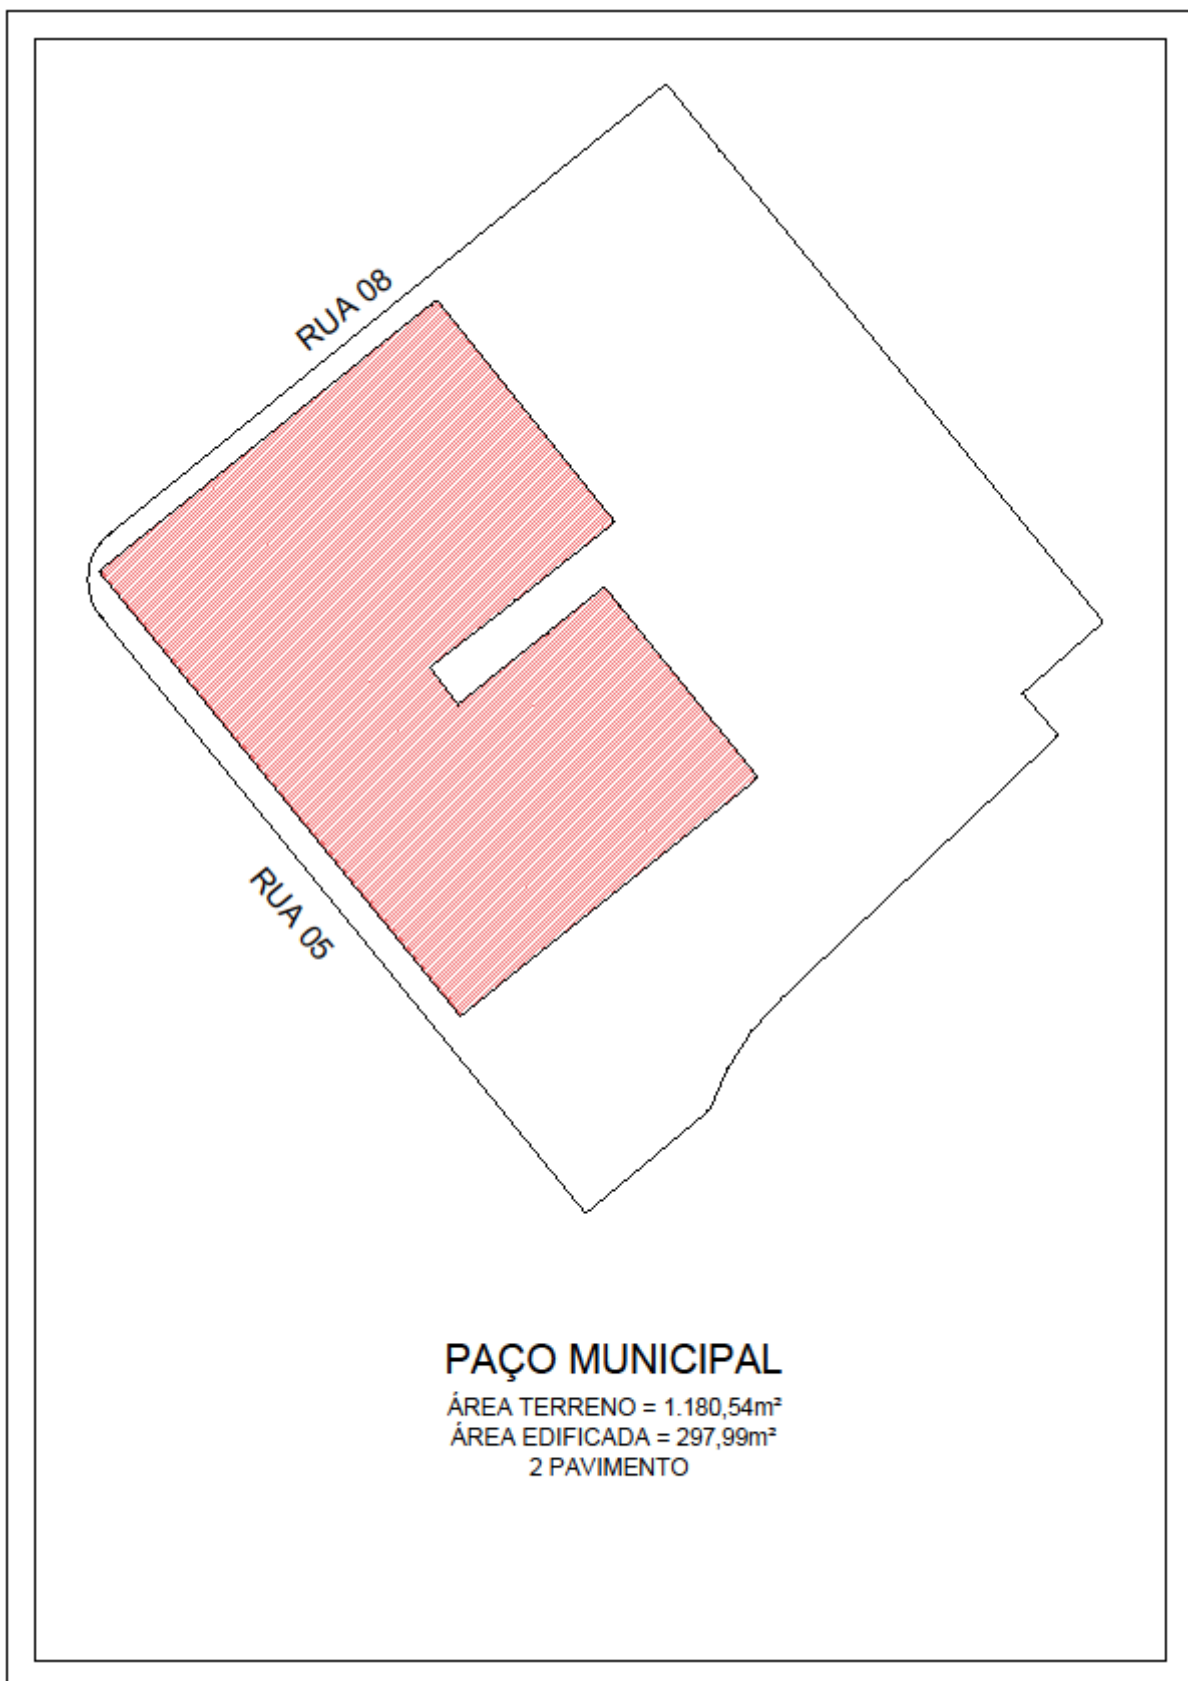 RUA 08
RUA 05
PAÇO MUNICIPAL
ÁREA TERRENO = 1.180,54m²
ÁREA EDIFICADA = 297,99m²
2 PAVIMENTO